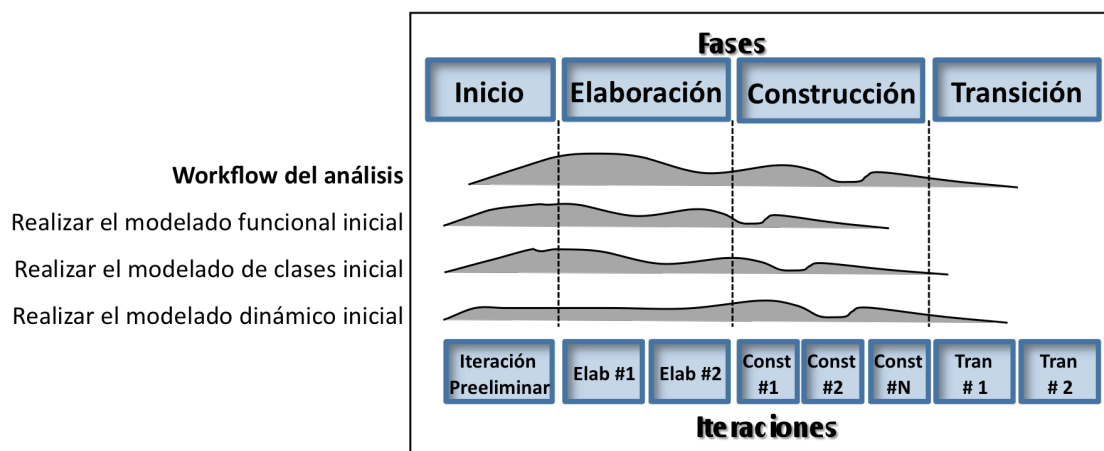 Fases
Inicio
Elaboración
Construcción
Transición
Workflow del análisis
Realizar el modelado funcional inicial
Realizar el modelado de clases inicial
Realizar el modelado dinámico inicial
Iteración
Preeliminar
Elab #1
Elab #2
Const
#1
Const
#2
Const
#N
Tran
# 1
Tran
# 2
Iteraciones